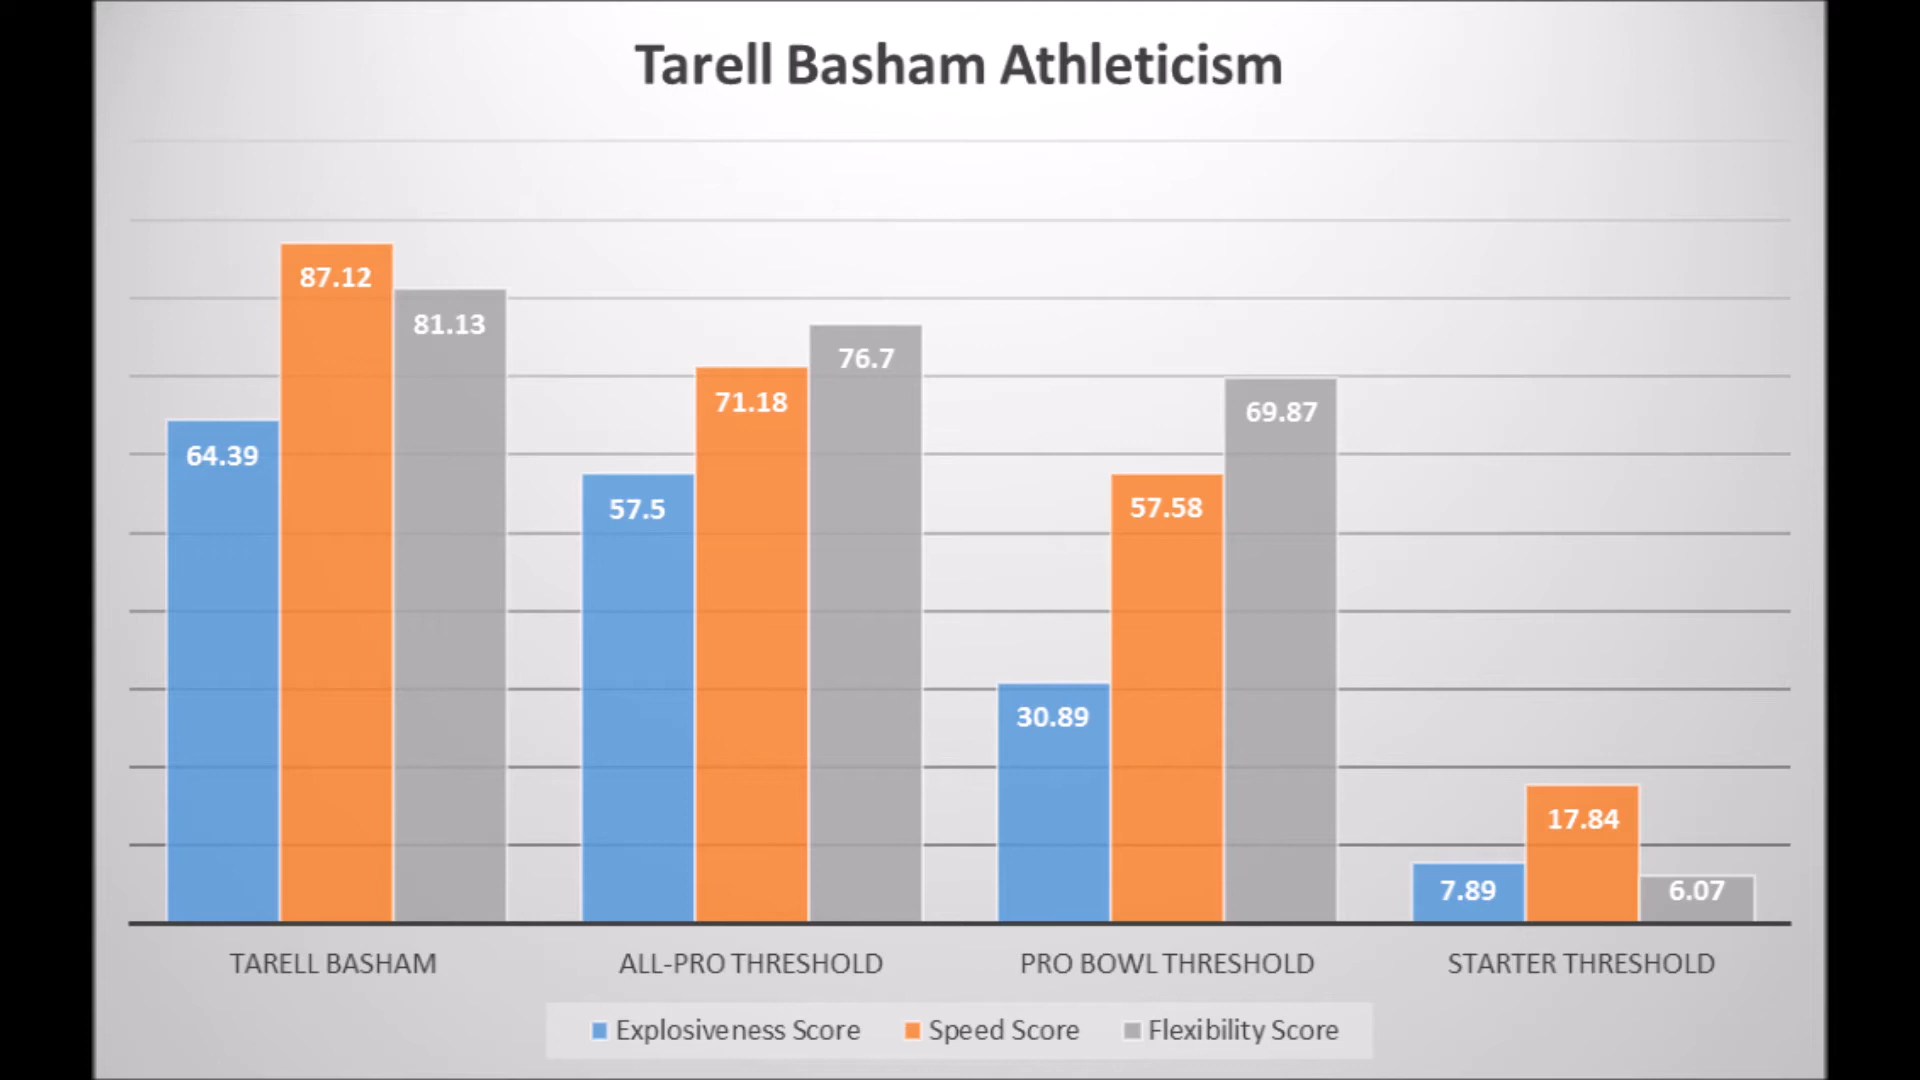 Tarell Basham Athleticism
87.12
81.13
76.7
71.18
69.87
64.39
57.5
57.58
30.89
17.84
7.89
6.07
TARELL BASHAM
ALL-PRO THRESHOLD
PRO BOWL THRESHOLD
STARTER THRESHOLD
Explosiveness Score
Speed Score
Flexibility Score